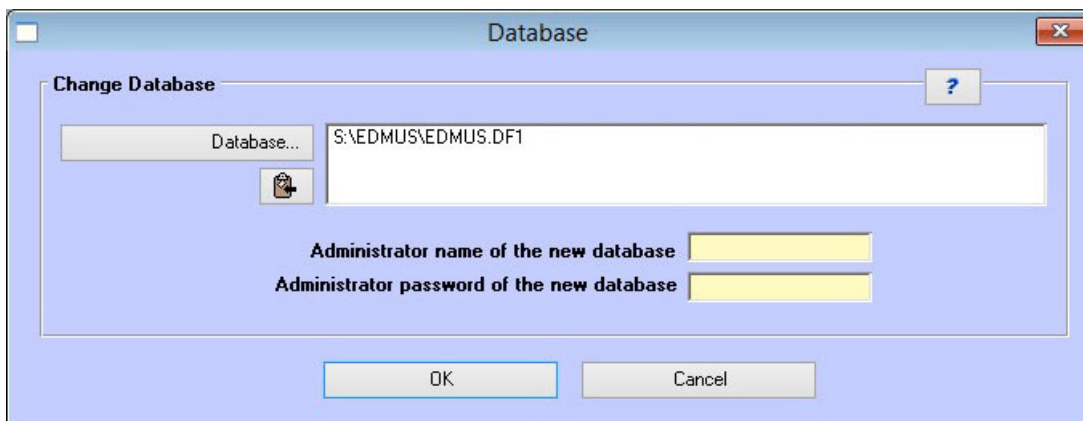 Database
Change Database
?
Database...
S:\EDMUS\EDMUS.DF1
Administrator name of the new database
Administrator password of the new database
OK
Cancel